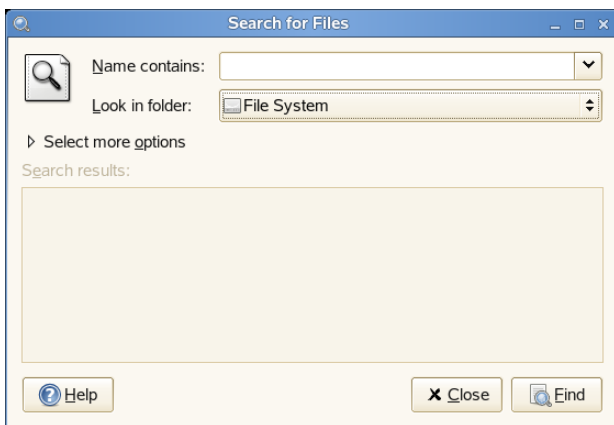 Search for Files
Name contains:
Look in folder: File System
Select more options
Search results:
Help Close Find